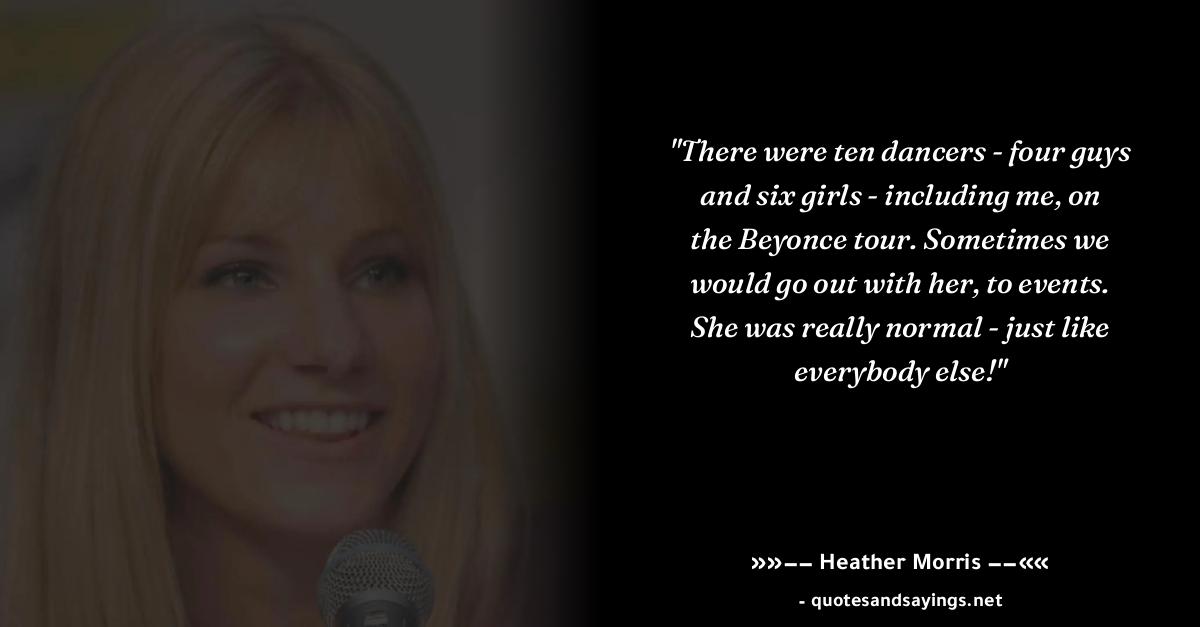 "There were ten dancers - four guys
and six girls - including me, on
the Beyonce tour. Sometimes we
would go out with her, to events.
She was really normal - just like
everybody else!"
»»–– Heather Morris ––««
- quotesandsayings.net